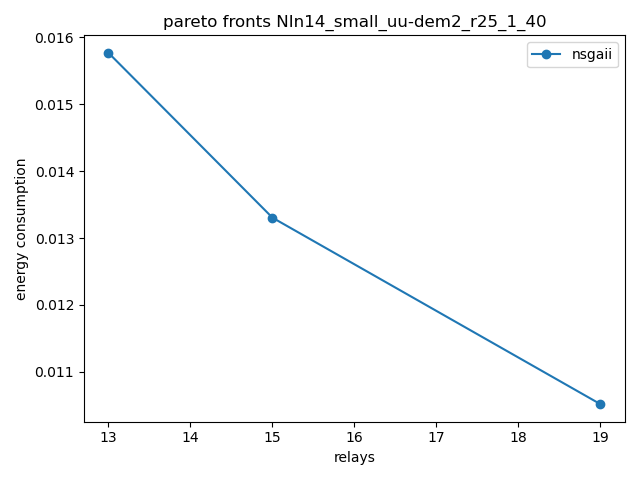 pareto fronts NIn14_small_uu-dem2_r25_1_40
nsgaii
0.016
0.015
0.014
0.013
0.012
0.011
energy consumption
13 14 15 16 17 18 19
relays